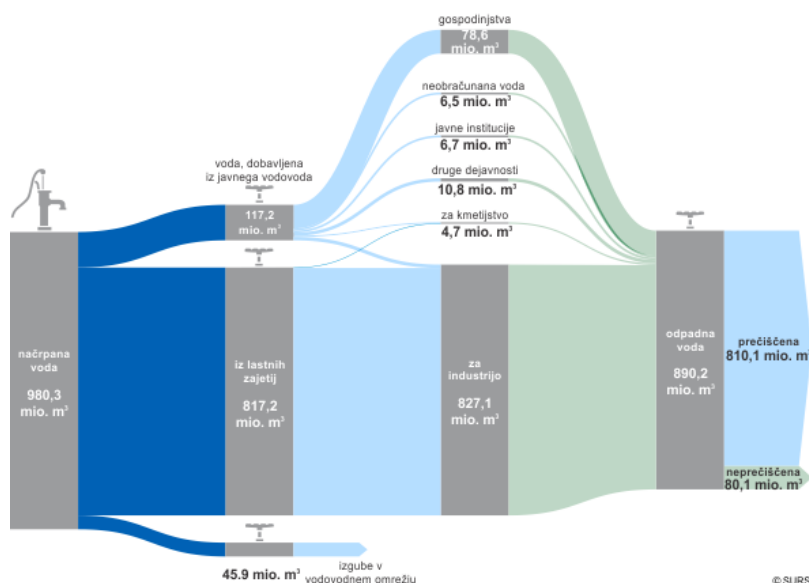 gospodinjstva
78,6
mio. m³
neobračunana voda
6,5 mio. m³
javne institucije
6,7 mio. m³
voda, dobavljena
iz javnega vodovoda
druge dejavnosti
10,8 mio. m³
117,2
mio. m³
za kmetijstvo
4,7 mio. m³
načrpana
voda
980,3
mio. m³
iz lastnih
zajetij
817,2
mio. m³
za
industrijo
827,1
mio. m³
odpadna
voda
890,2
mio. m³
prečiščena
810,1 mio. m³
neprečiščena
80,1 mio. m³
45.9 mio. m³
izgube v
vodovodnem omrežju
© SURS